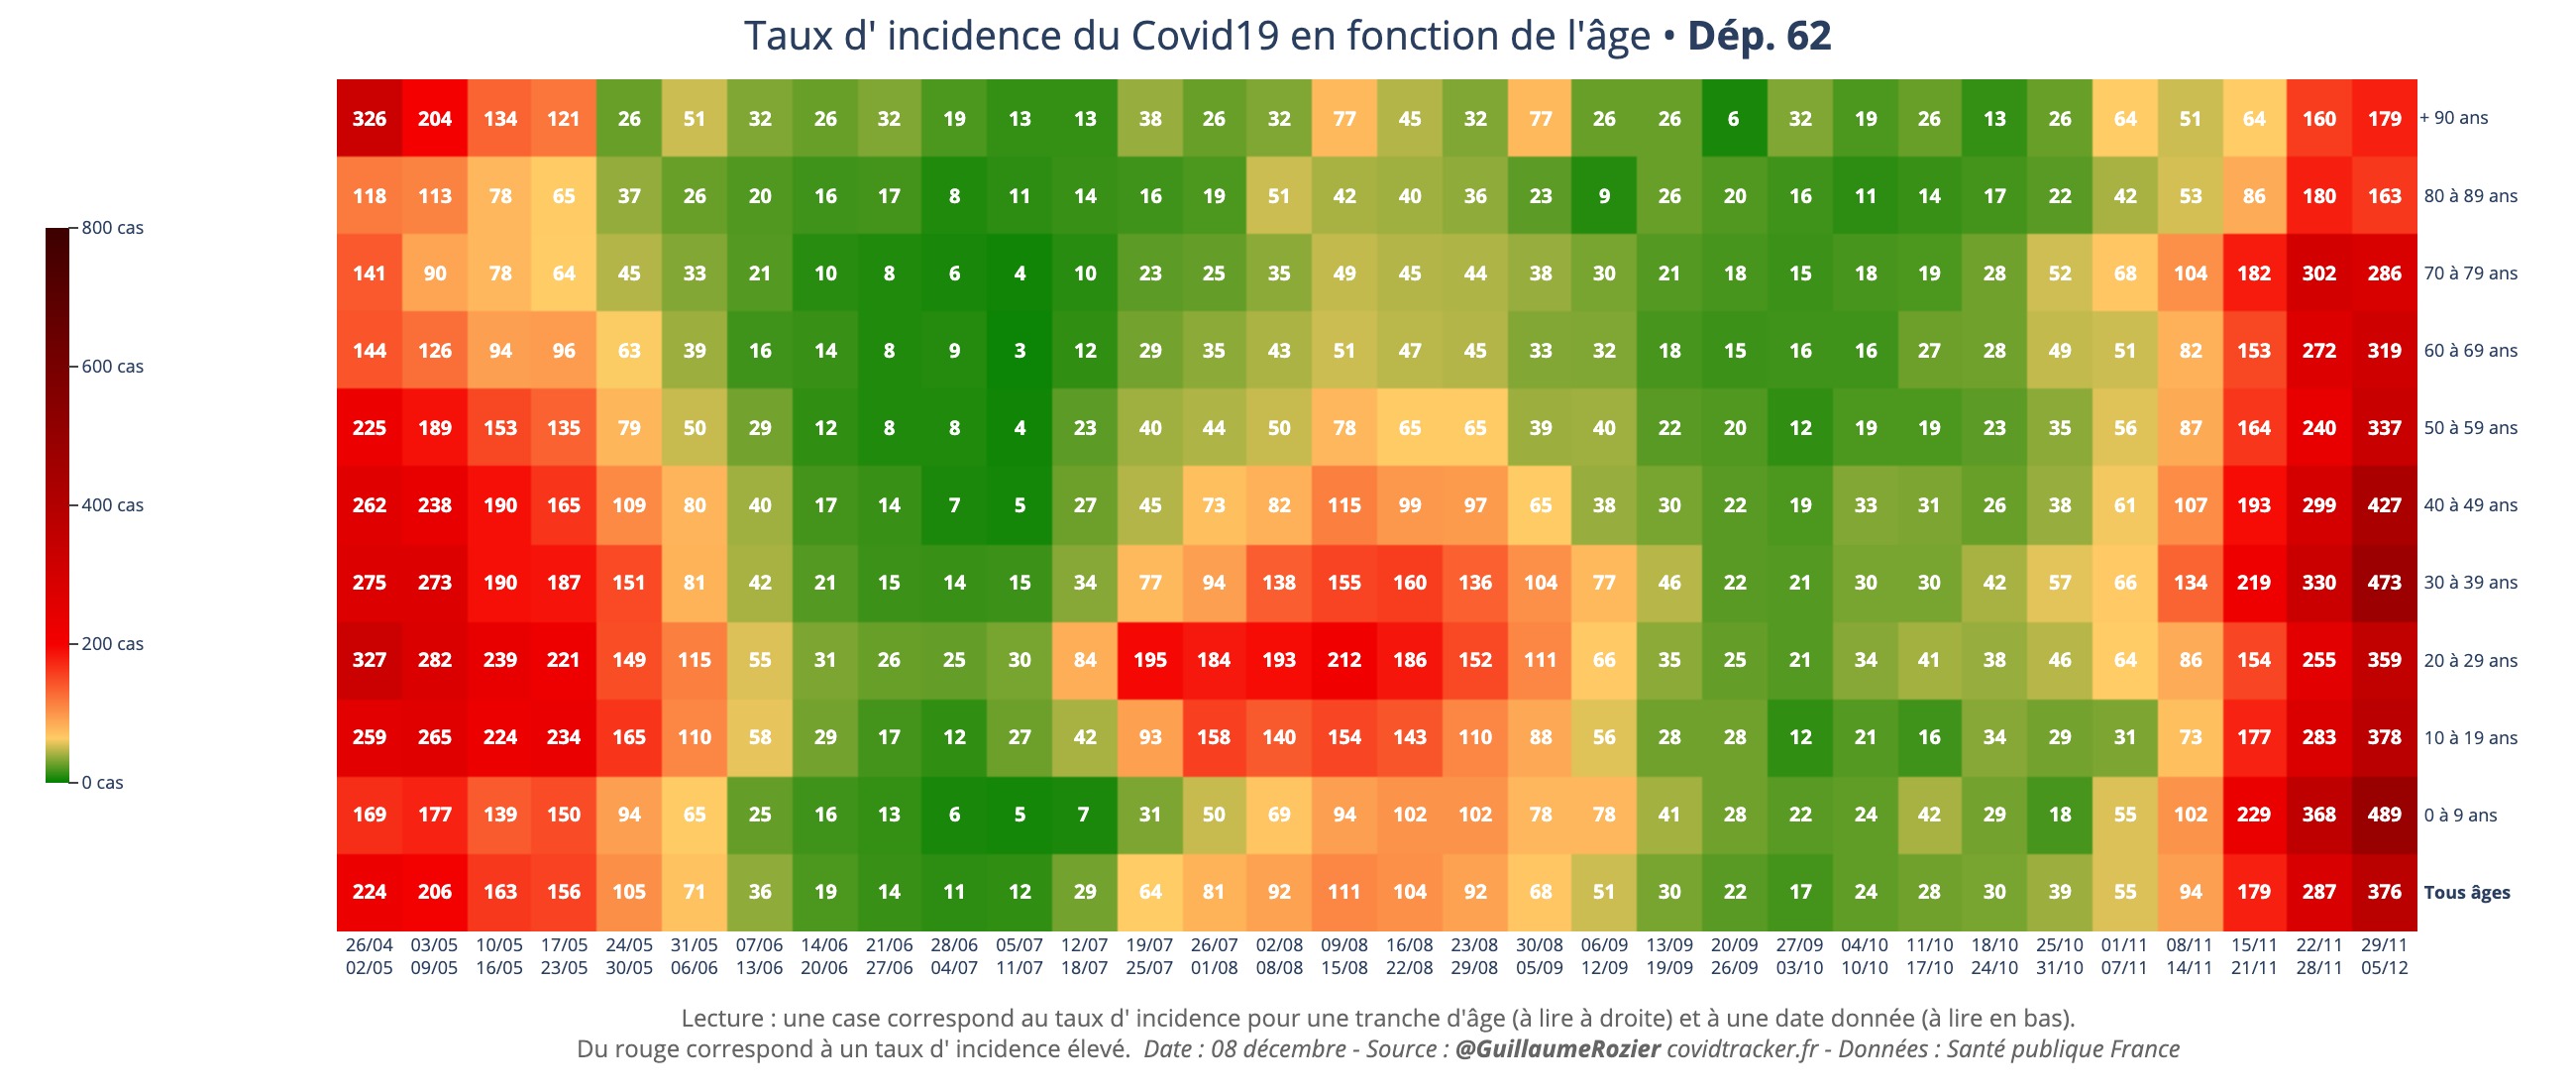 Taux d' incidence du Covid19 en fonction de l'âge • Dép. 62
326 204 134 121 26 51 32 26 32 19 13 13 38 26 32 77 45 32 77 26 26 6 32 19 26 13 26 64 51 64 160 179 + 90 ans
118 113 78 65 37 26 20 16 17 8 11 14 16 19 51 42 40 36 23 9 26 20 16 11 14 17 22 42 53 86 180 163 80 à 89 ans
141 90 78 64 45 33 21 10 8 6 4 10 23 25 35 49 45 44 38 30 21 18 15 18 19 28 52 68 104 182 302 286 70 à 79 ans
144 126 94 96 63 39 16 14 8 9 3 12 29 35 43 51 47 45 33 32 18 15 16 16 27 28 49 51 82 153 272 319 60 à 69 ans
225 189 153 135 79 50 29 12 8 8 4 23 40 44 50 78 65 65 39 40 22 20 12 19 19 23 35 56 87 164 240 337 50 à 59 ans
262 238 190 165 109 80 40 17 14 7 5 27 45 73 82 115 99 97 65 38 30 22 19 33 31 26 38 61 107 193 299 427 40 à 49 ans
275 273 190 187 151 81 42 21 15 14 15 34 77 94 138 155 160 136 104 77 46 22 21 30 30 42 57 66 134 219 330 473 30 à 39 ans
327 282 239 221 149 115 55 31 26 25 30 84 195 184 193 212 186 152 111 66 35 25 21 34 41 38 46 64 86 154 255 359 20 à 29 ans
259 265 224 234 165 110 58 29 17 12 27 42 93 158 140 154 143 110 88 56 28 28 12 21 16 34 29 31 73 177 283 378 10 à 19 ans
169 177 139 150 94 65 25 16 13 6 5 7 31 50 69 94 102 102 78 78 41 28 22 24 42 29 18 55 102 229 368 489 0 à 9 ans
224 206 163 156 105 71 36 19 14 11 12 29 64 81 92 111 104 92 68 51 30 22 17 24 28 30 39 55 94 179 287 376 Tous âges
26/04 03/05 10/05 17/05 24/05 31/05 07/06 14/06 21/06 28/06 05/07 12/07 19/07 26/07 02/08 09/08 16/08 23/08 30/08 06/09 13/09 20/09 27/09 04/10 11/10 18/10 25/10 01/11 08/11 15/11 22/11 29/11
02/05 09/05 16/05 23/05 30/05 06/06 13/06 20/06 27/06 04/07 11/07 18/07 25/07 01/08 08/08 15/08 22/08 29/08 05/09 12/09 19/09 26/09 03/10 10/10 17/10 24/10 31/10 07/11 14/11 21/11 28/11 05/12
800 cas
600 cas
400 cas
200 cas
0 cas
Lecture : une case correspond au taux d' incidence pour une tranche d'âge (à lire à droite) et à une date donnée (à lire en bas).
Du rouge correspond à un taux d' incidence élevé. Date : 08 décembre - Source : @GuillaumeRozier covidtracker.fr - Données : Santé publique France